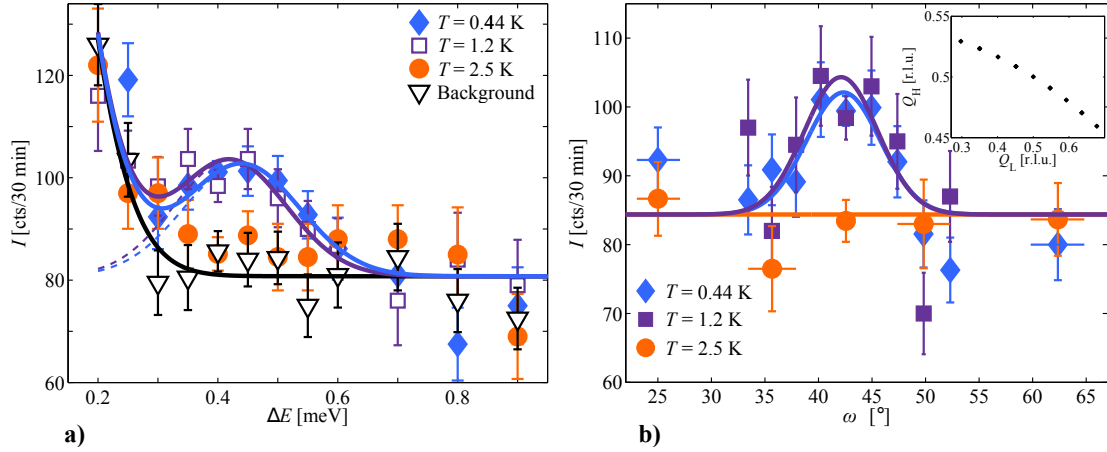 I [cts/30 min]
120
100
80
60
0.2
0.4
0.6
0.8
ΔE [meV]
T = 0.44 K
T = 1.2 K
T = 2.5 K
Background
a)
I [cts/30 min]
110
100
90
80
70
60
25
30
35
40
45
50
55
60
65
ω [°]
T = 0.44 K
T = 1.2 K
T = 2.5 K
b)
Q_H [r.l.u.]
0.55
0.5
0.45
0.3
0.4
0.5
0.6
Q_L [r.l.u.]